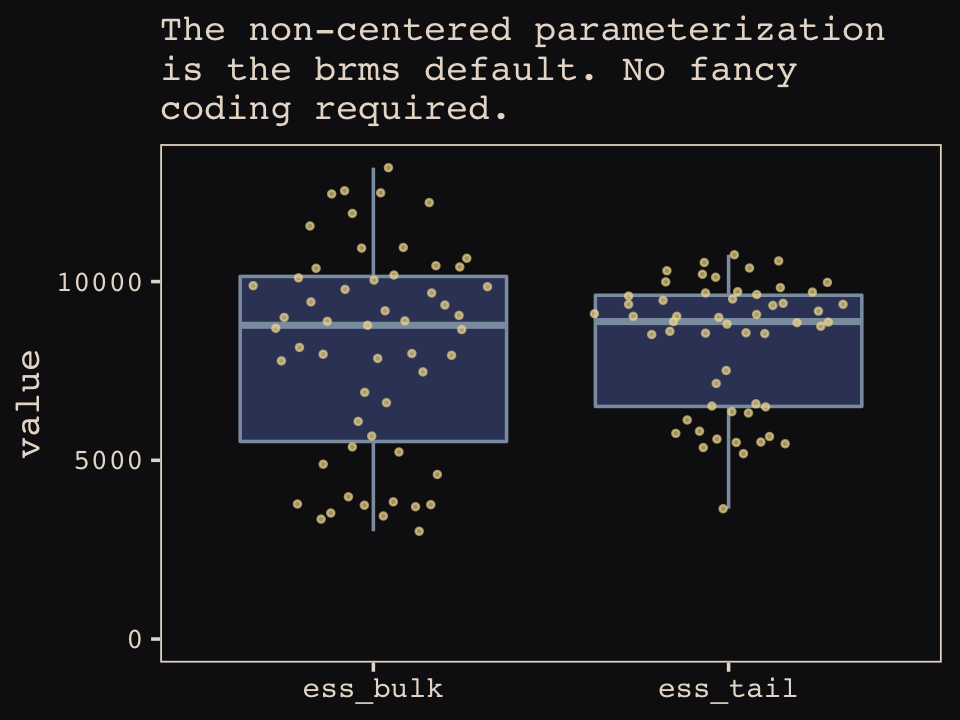 The non-centered parameterization
is the brms default. No fancy
coding required.
value
10000
5000
0
ess_bulk
ess_tail